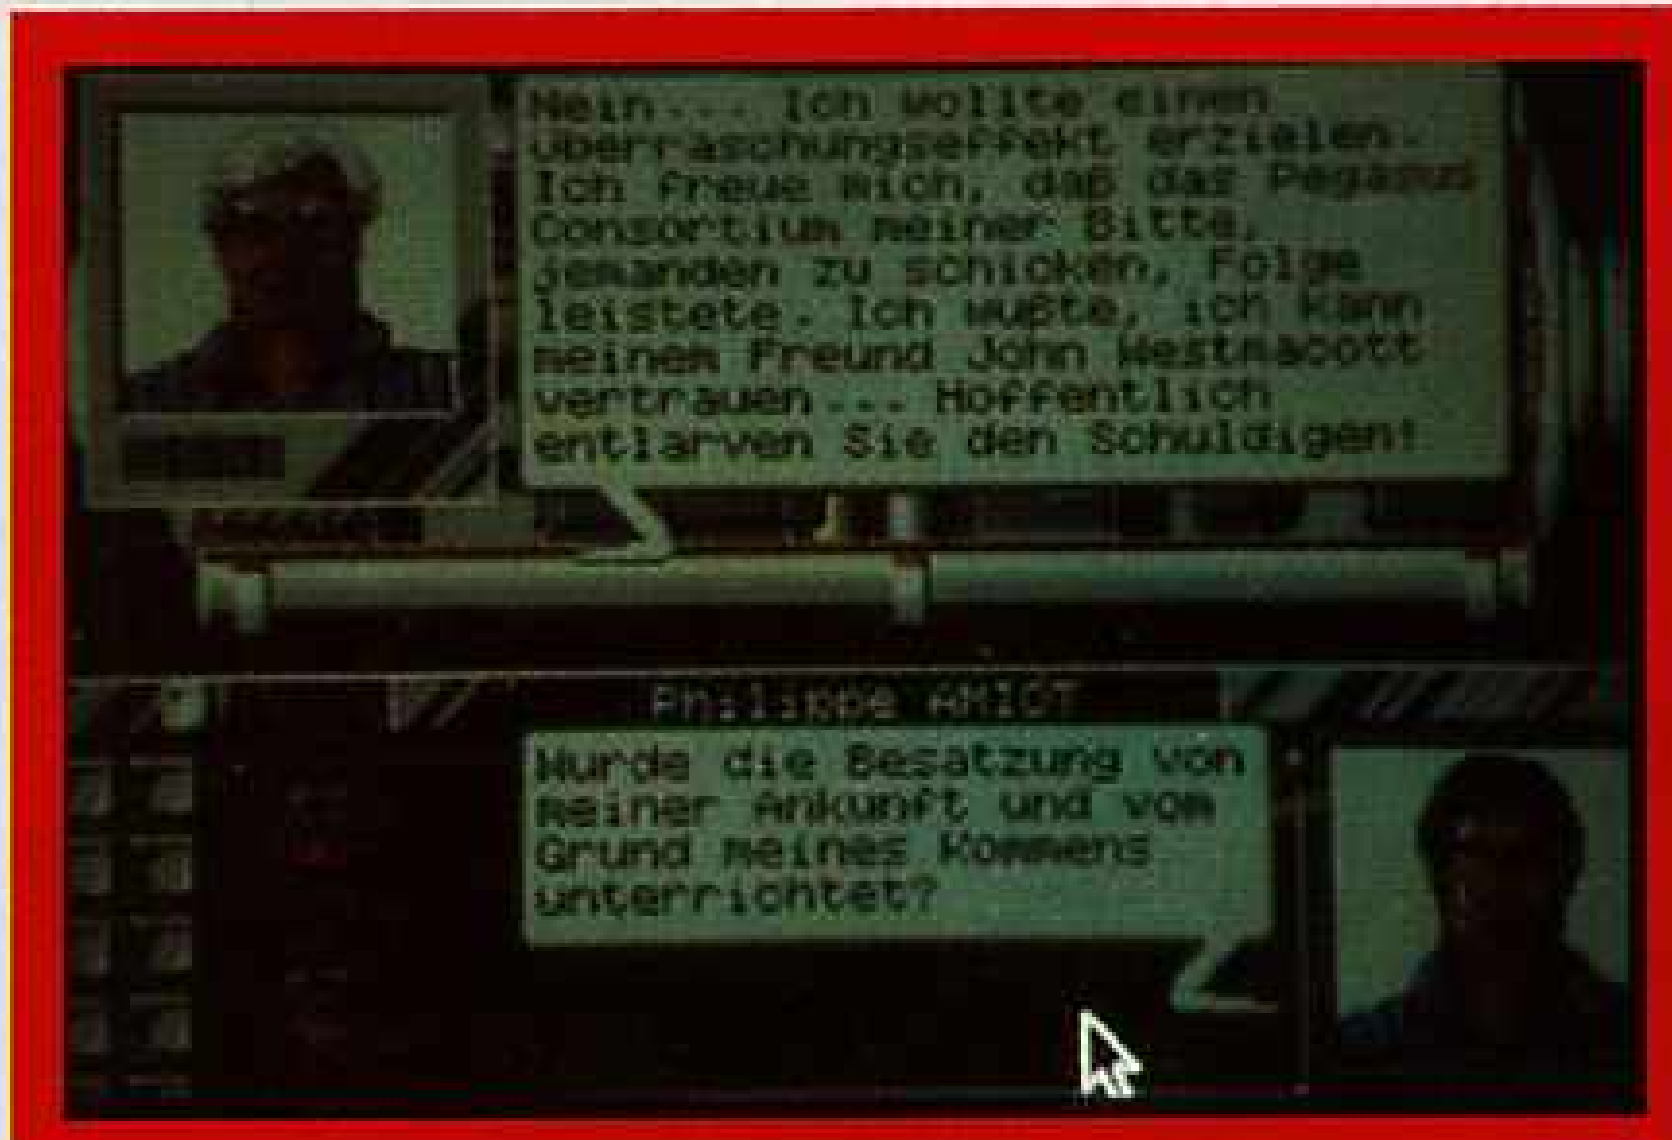 Nein... Ich wollte einen
Überraschungseffekt erzielen.
Ich freue mich, daß das Pegasus
Consortium meiner Bitte,
jemanden zu schicken, Folge
leistete. Ich wußte, ich kann
meinem Freund John Westmacott
vertrauen... Hoffentlich
entlarven Sie den Schuldigen!
Philippe AMIOT
Wurde die Besatzung von
meiner Ankunft und vom
Grund meines Kommens
unterrichtet?